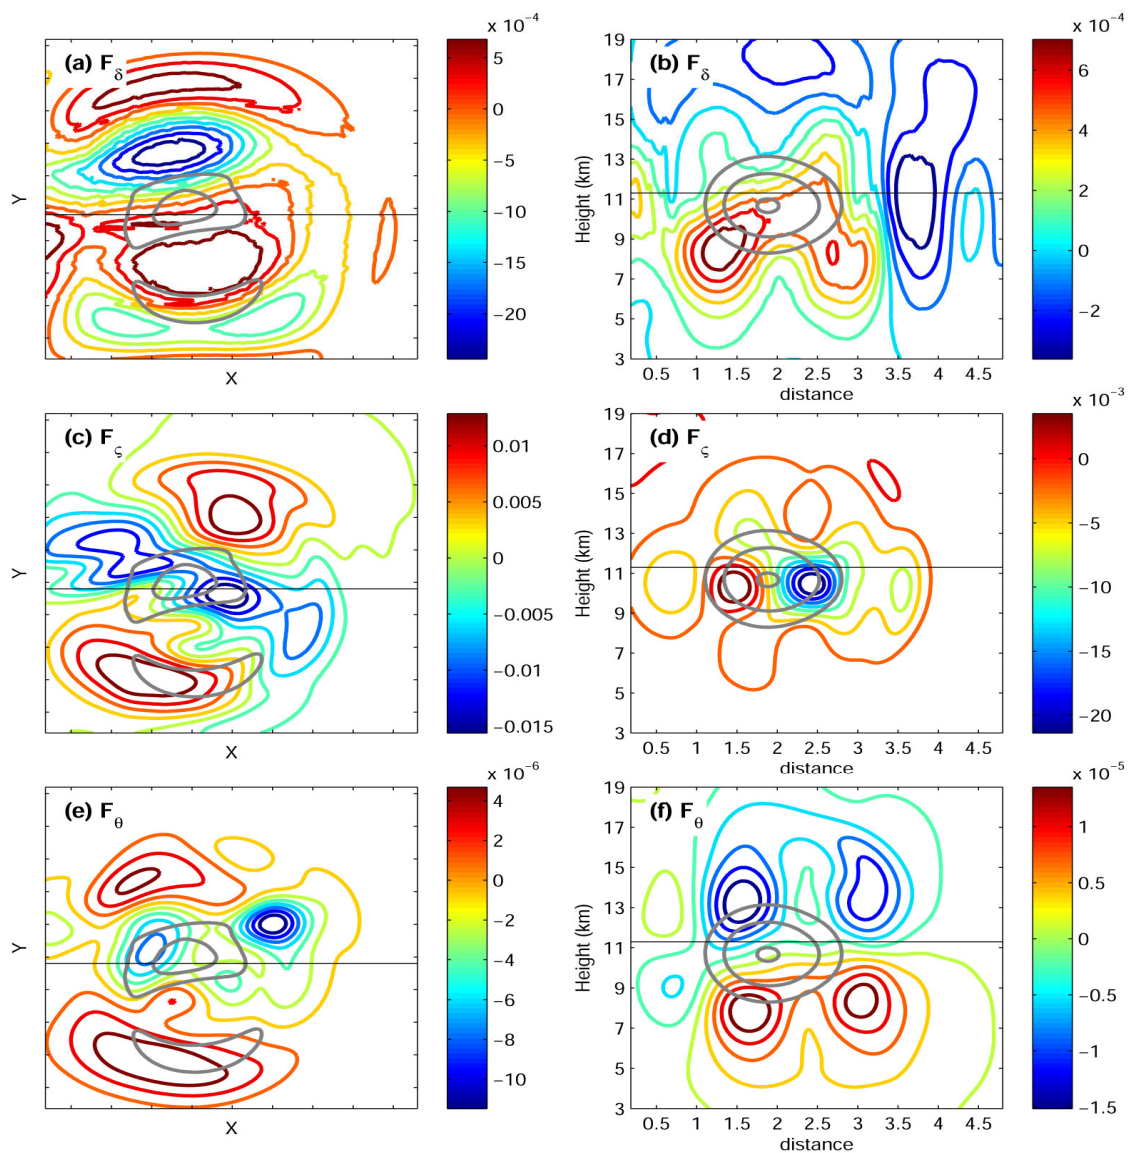 (a) F_δ
x 10^−4
5
0
−5
−10
−15
−20
Y
X
(b) F_δ
x 10^−4
19
17
15
13
11
9
7
5
3
Height (km)
0.5 1 1.5 2 2.5 3 3.5 4 4.5
distance
6
4
2
0
−2
(c) F_ς
0.01
0.005
0
−0.005
−0.01
−0.015
Y
X
(d) F_ς
x 10^−3
19
17
15
13
11
9
7
5
3
Height (km)
0.5 1 1.5 2 2.5 3 3.5 4 4.5
distance
0
−5
−10
−15
−20
(e) F_θ
x 10^−6
4
2
0
−2
−4
−6
−8
−10
Y
X
(f) F_θ
x 10^−5
19
17
15
13
11
9
7
5
3
Height (km)
0.5 1 1.5 2 2.5 3 3.5 4 4.5
distance
1
0.5
0
−0.5
−1
−1.5